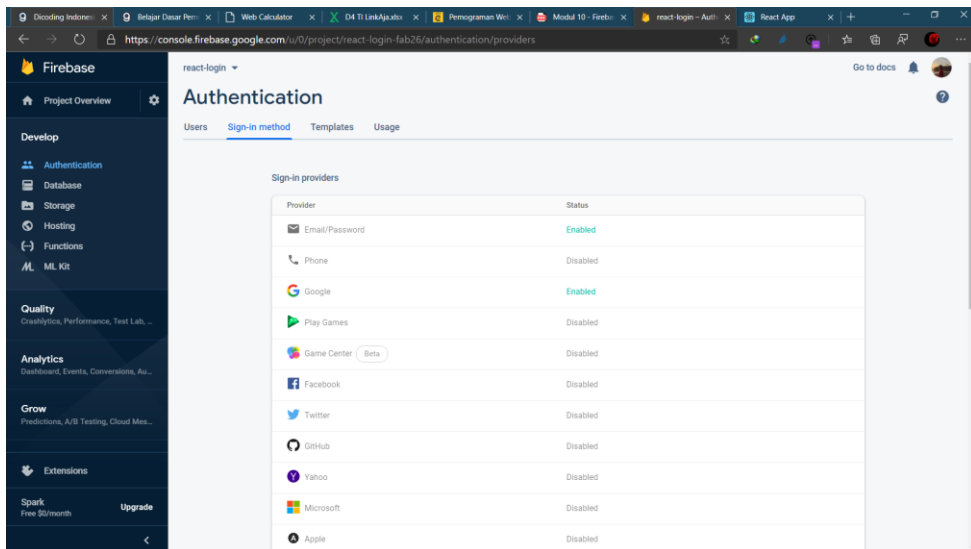 Dicoding Indones
Belajar Dasar Pem
Web Calculator
D4 TI LinkAja.xlsx
Pemograman Web
Modul 10 - Fireba
react-login – Auth
React App
https://console.firebase.google.com/u/0/project/react-login-fab26/authentication/providers
Firebase
react-login
Go to docs
Project Overview
Authentication
Users Sign-in method Templates Usage
Develop
Authentication
Database
Storage
Hosting
Functions
ML Kit
Quality
Crashlytics, Performance, Test Lab, ...
Analytics
Dashboard, Events, Conversions, Au...
Grow
Predictions, A/B Testing, Cloud Mes...
Extensions
Spark
Free $0/month
Upgrade
Sign-in providers
Provider Status
Email/Password Enabled
Phone Disabled
Google Enabled
Play Games Disabled
Game Center Beta Disabled
Facebook Disabled
Twitter Disabled
GitHub Disabled
Yahoo Disabled
Microsoft Disabled
Apple Disabled